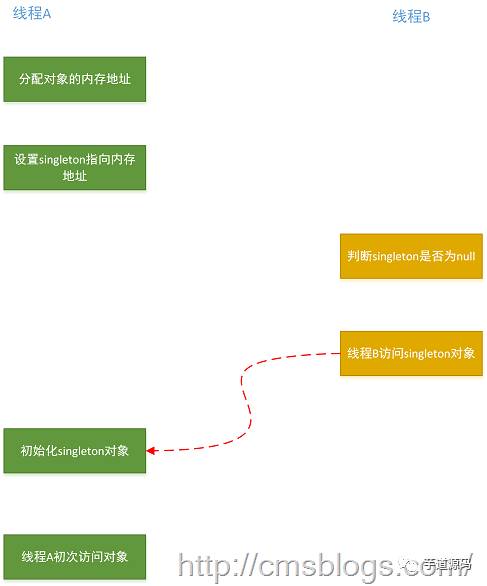 线程A
线程B
分配对象的内存地址
设置singleton指向内存
地址
判断singleton是否为null
线程B访问singleton对象
初始化singleton对象
线程A初次访问对象
http://cmsblogs.com/
芋道源码